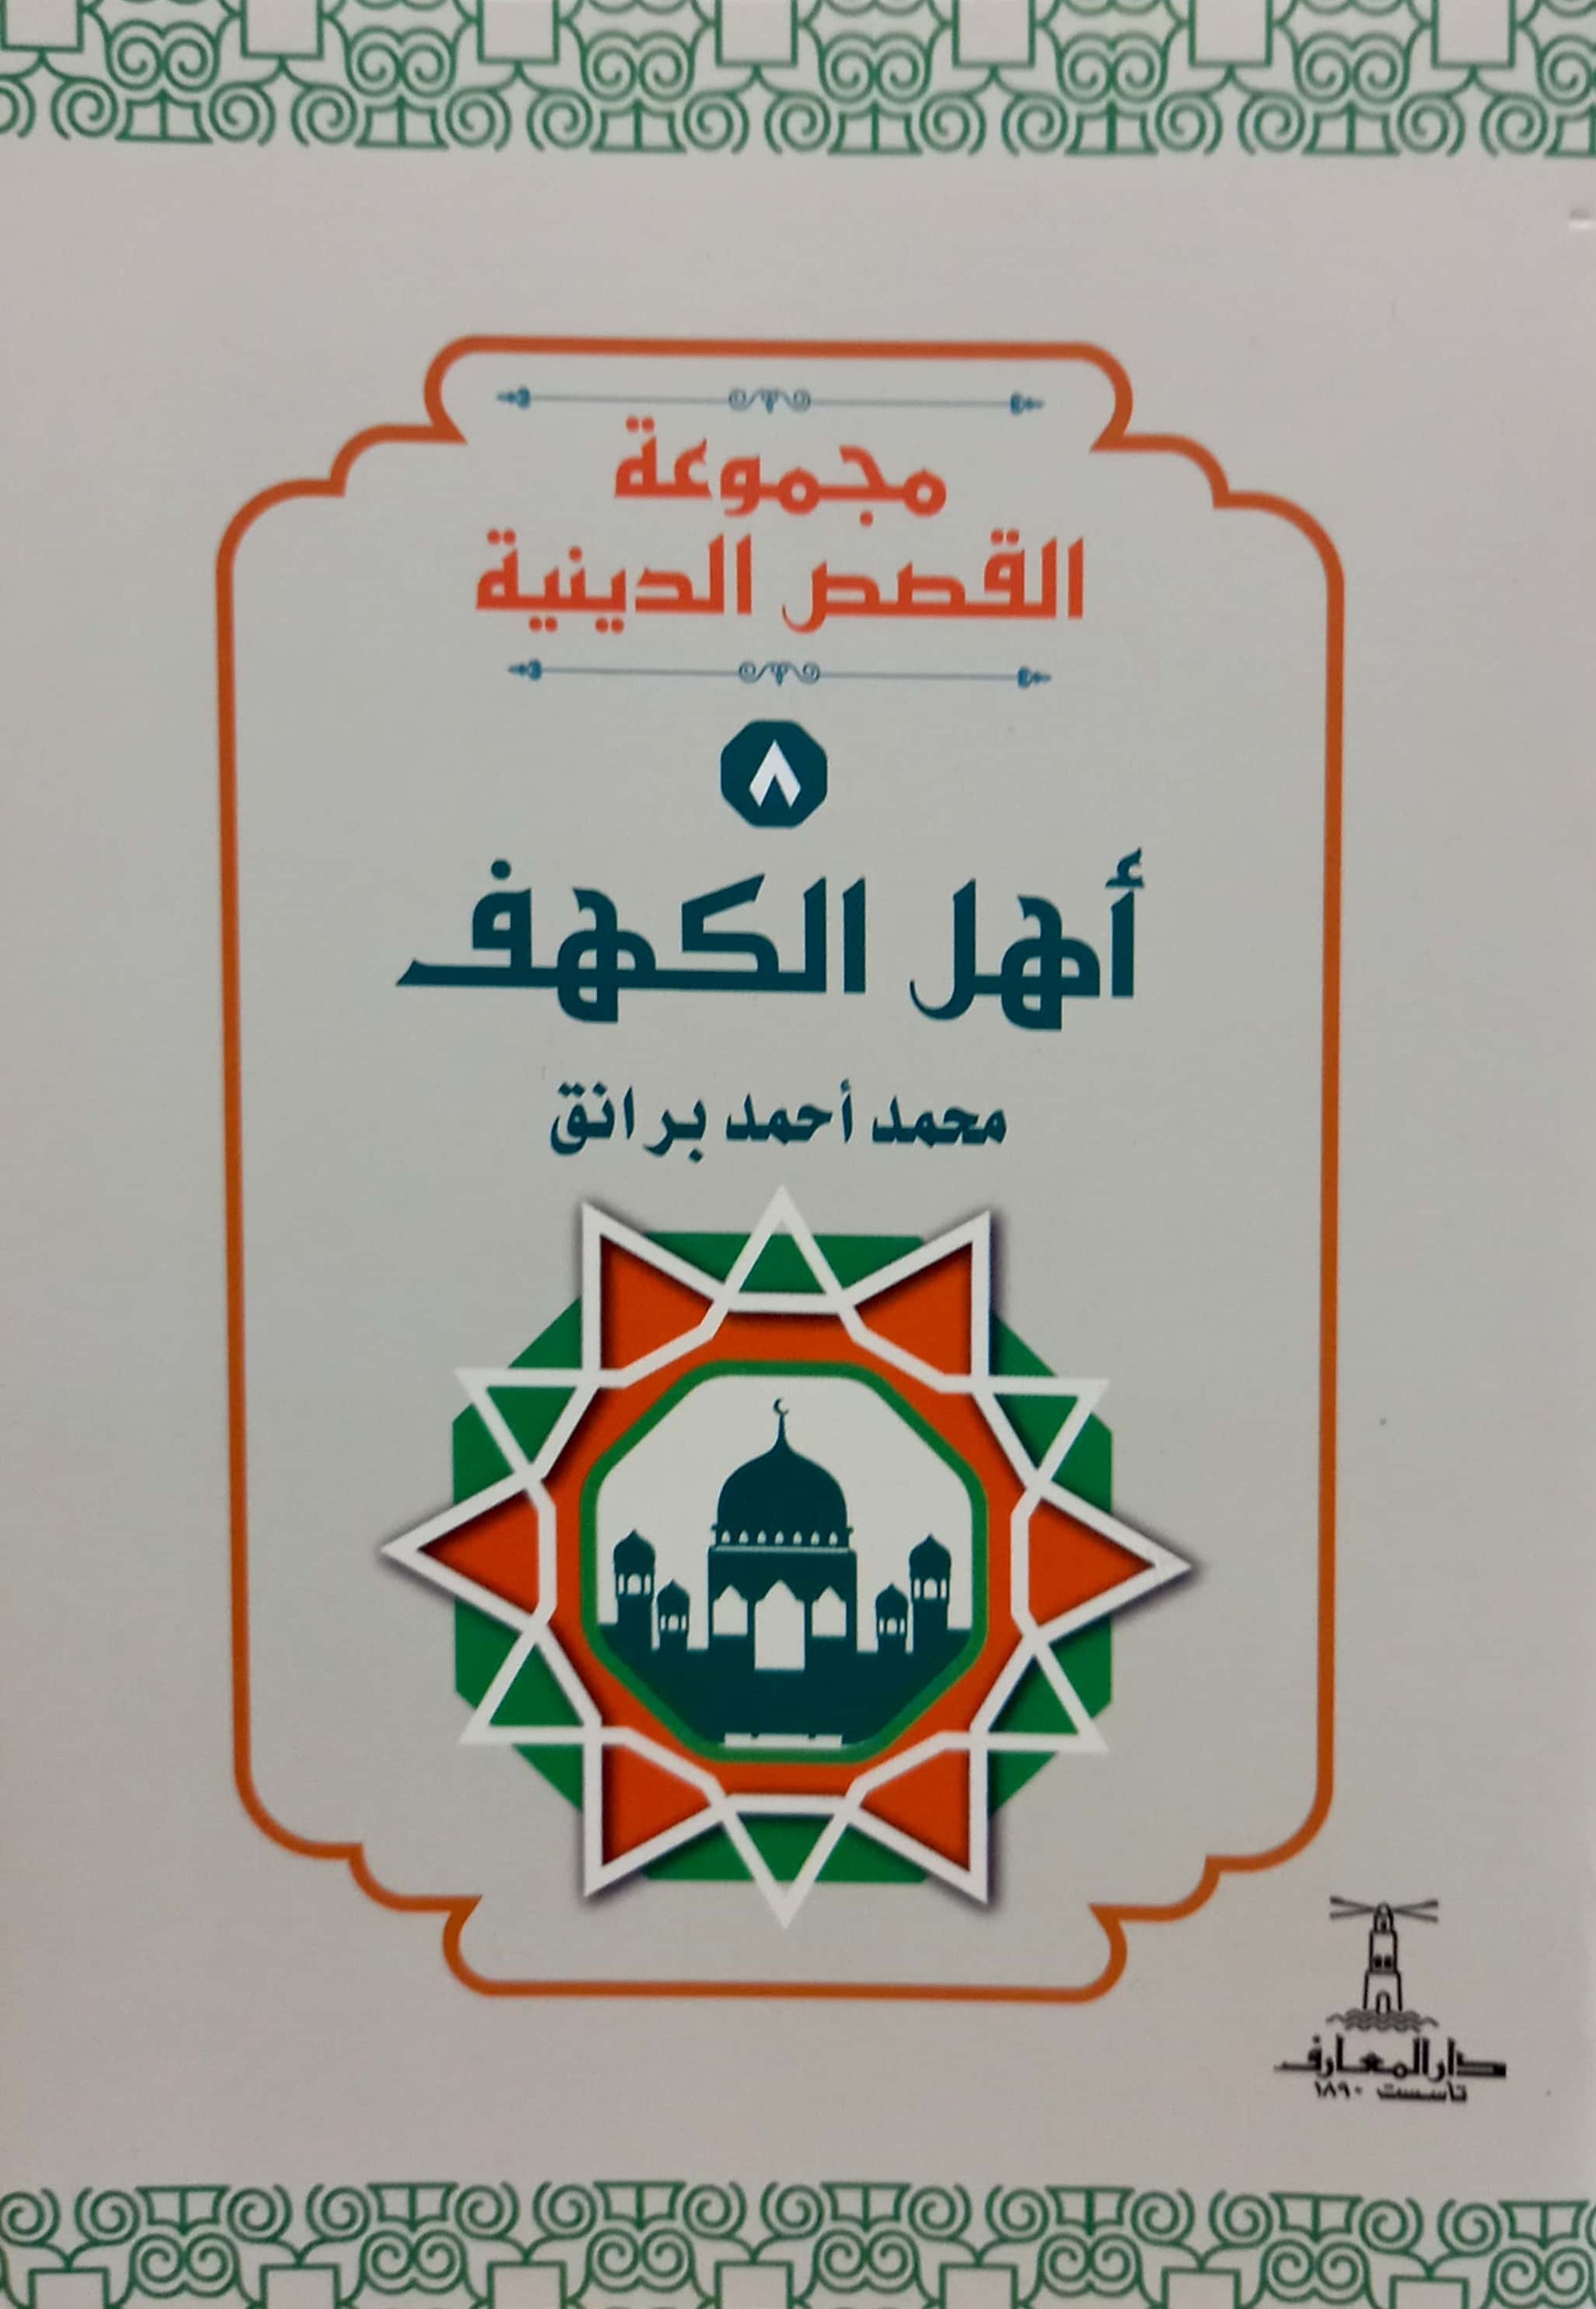 مجموعة
القصص الدينية
٨
أهل الكهف
محمد أحمد برانق
دار المعارف
تأسست ١٨٩٠